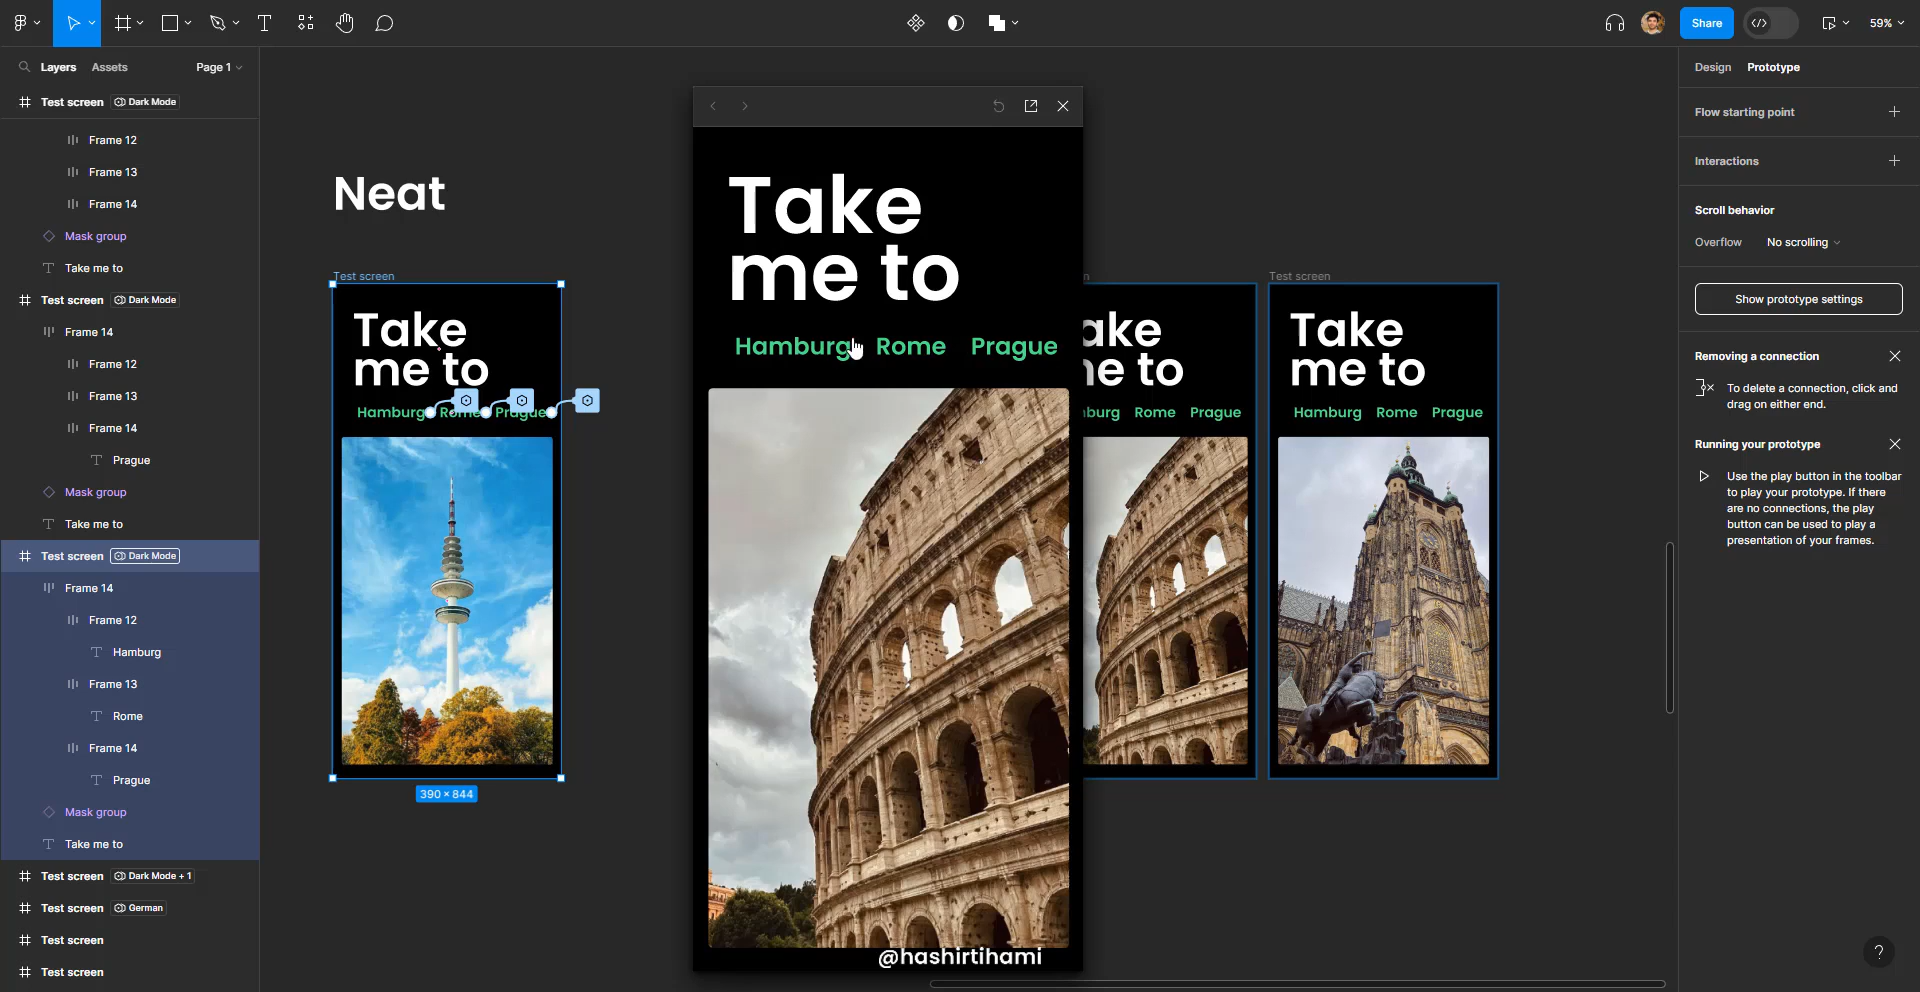 Share
59%
Layers
Assets
Page 1
Test screen
Dark Mode
Frame 12
Frame 13
Frame 14
Mask group
Take me to
Test screen
Dark Mode
Frame 14
Frame 12
Frame 13
Frame 14
Prague
Mask group
Take me to
Test screen
Dark Mode
Frame 14
Frame 12
Hamburg
Frame 13
Rome
Frame 14
Prague
Mask group
Take me to
Test screen
Dark Mode + 1
Test screen
German
Test screen
Test screen
Neat
Test screen
Take
me to
Hamburg
Rome
Prague
390 × 844
Take
me to
Hamburg
Rome
Prague
@hashirtihami
n
ake
ne to
nburg
Rome
Prague
Test screen
Take
me to
Hamburg
Rome
Prague
Design
Prototype
Flow starting point
Interactions
Scroll behavior
Overflow
No scrolling
Show prototype settings
Removing a connection
To delete a connection, click and
drag on either end.
Running your prototype
Use the play button in the toolbar
to play your prototype. If there
are no connections, the play
button can be used to play a
presentation of your frames.
?